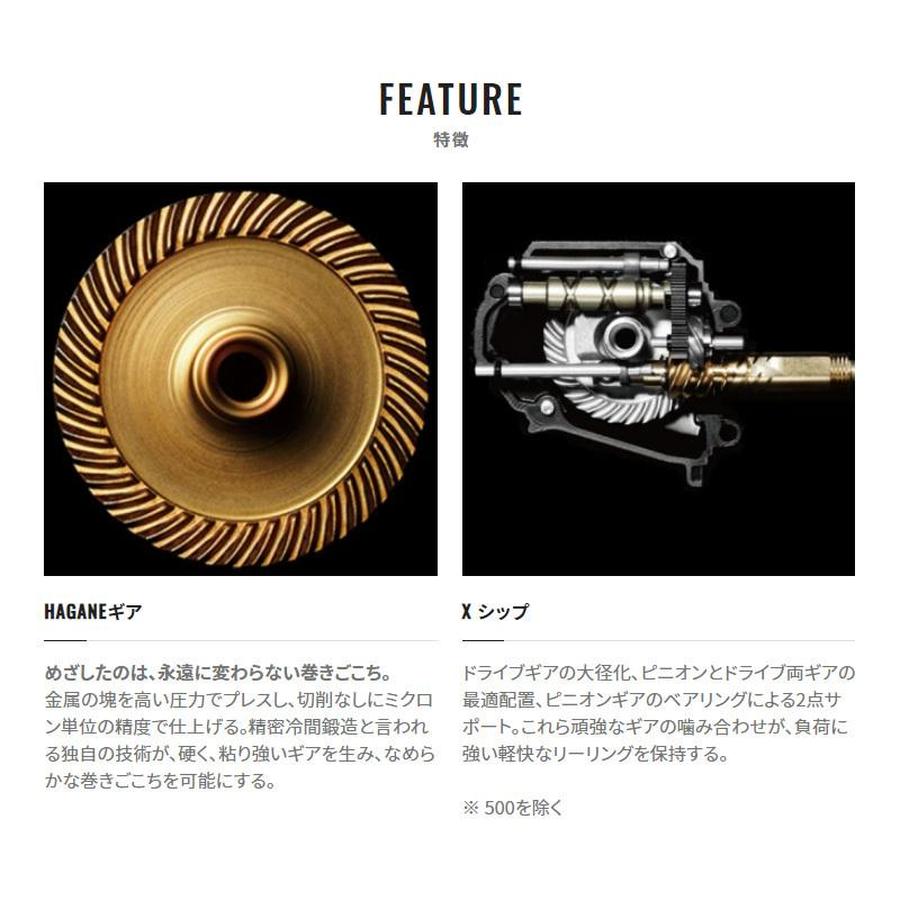 FEATURE
特徴
HAGANEギア
めざしたのは、永遠に変わらない巻きごこち。
金属の塊を高い圧力でプレスし、切削なしにミクロ
ン単位の精度で仕上げる。精密冷間鍛造と言われ
る独自の技術が、硬く、粘り強いギアを生み、なめら
かな巻きごこちを可能にする。
X シップ
ドライブギアの大径化、ピニオンとドライブ両ギアの
最適配置、ピニオンギアのベアリングによる2点サ
ポート。これら頑強なギアの噛み合わせが、負荷に
強い軽快なリーリングを保持する。
※ 500を除く